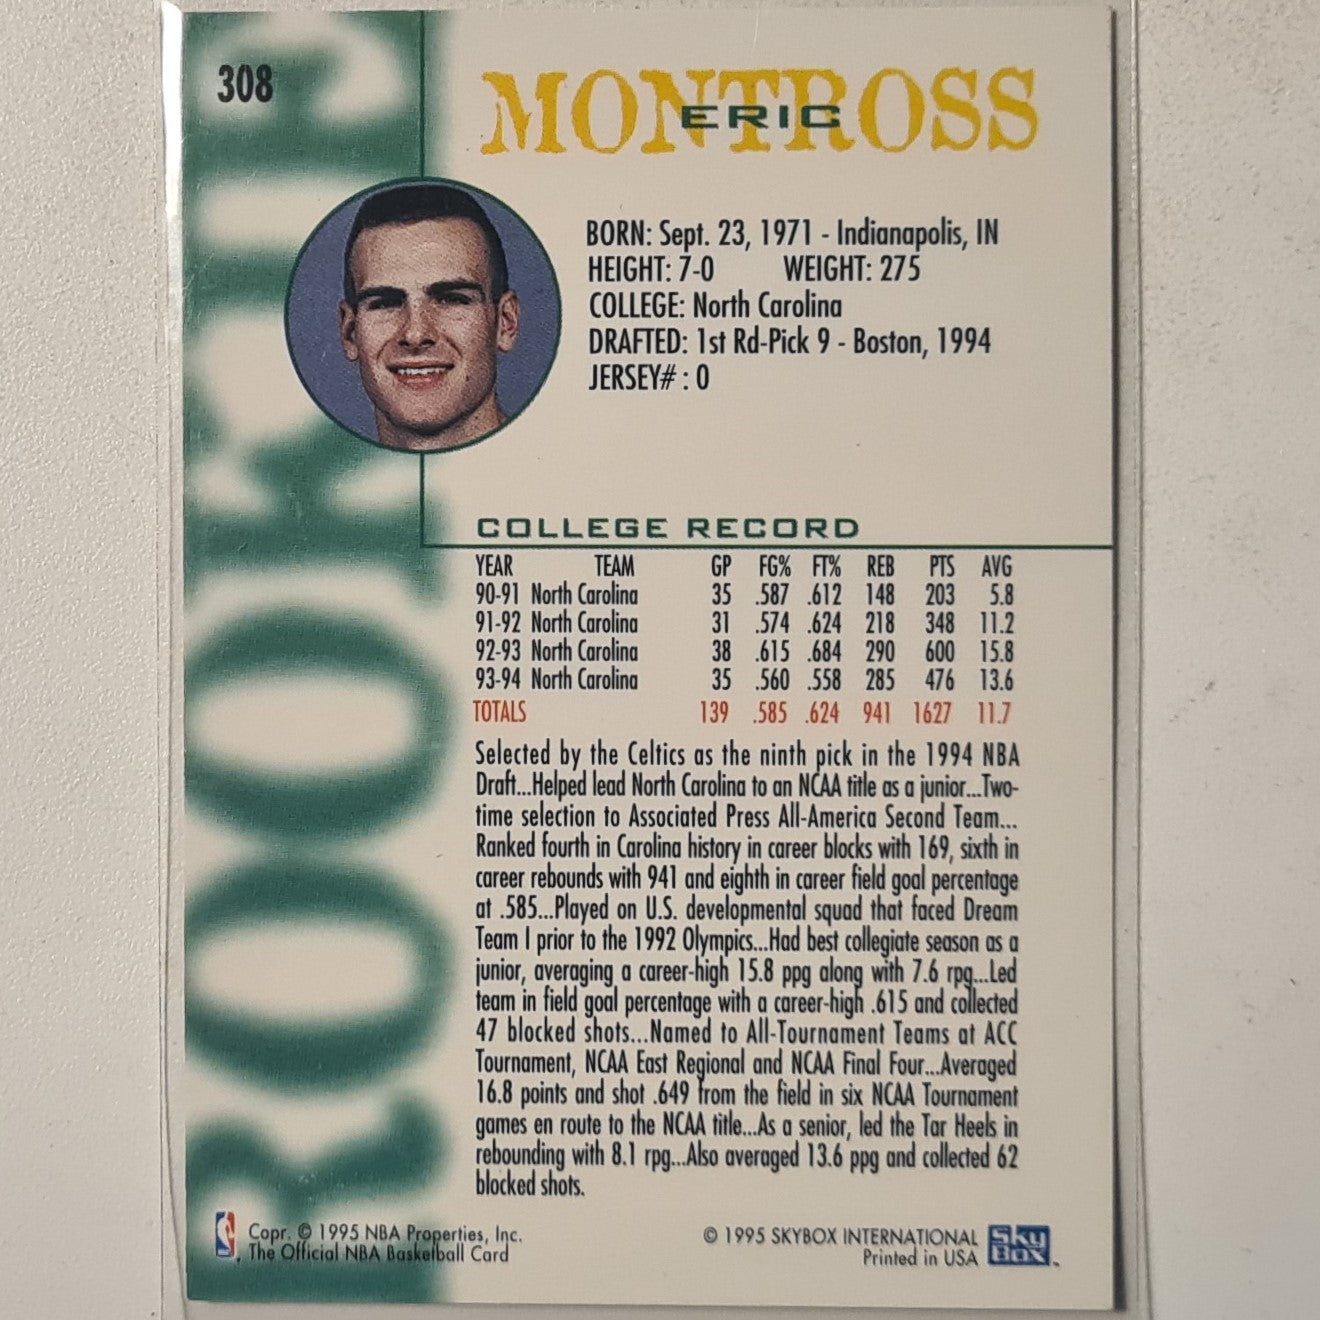 308
MONTROSS
ERIC
BORN: Sept. 23, 1971 - Indianapolis, IN
HEIGHT: 7-0 WEIGHT: 275
COLLEGE: North Carolina
DRAFTED: 1st Rd-Pick 9 - Boston, 1994
JERSEY# : 0
ROOKIE
COLLEGE RECORD
YEAR TEAM GP FG% FT% REB PTS AVG
90-91 North Carolina 35 .587 .612 148 203 5.8
91-92 North Carolina 31 .574 .624 218 348 11.2
92-93 North Carolina 38 .615 .684 290 600 15.8
93-94 North Carolina 35 .560 .558 285 476 13.6
TOTALS 139 .585 .624 941 1627 11.7
Selected by the Celtics as the ninth pick in the 1994 NBA
Draft...Helped lead North Carolina to an NCAA title as a junior...Two-
time selection to Associated Press All-America Second Team...
Ranked fourth in Carolina history in career blocks with 169, sixth in
career rebounds with 941 and eighth in career field goal percentage
at .585...Played on U.S. developmental squad that faced Dream
Team I prior to the 1992 Olympics...Had best collegiate season as a
junior, averaging a career-high 15.8 ppg along with 7.6 rpg...Led
team in field goal percentage with a career-high .615 and collected
47 blocked shots...Named to All-Tournament Teams at ACC
Tournament, NCAA East Regional and NCAA Final Four...Averaged
16.8 points and shot .649 from the field in six NCAA Tournament
games en route to the NCAA title...As a senior, led the Tar Heels in
rebounding with 8.1 rpg...Also averaged 13.6 ppg and collected 62
blocked shots.
Copr. © 1995 NBA Properties, Inc.
The Official NBA Basketball Card
© 1995 SKYBOX INTERNATIONAL
Printed in USA
SKY
BOX